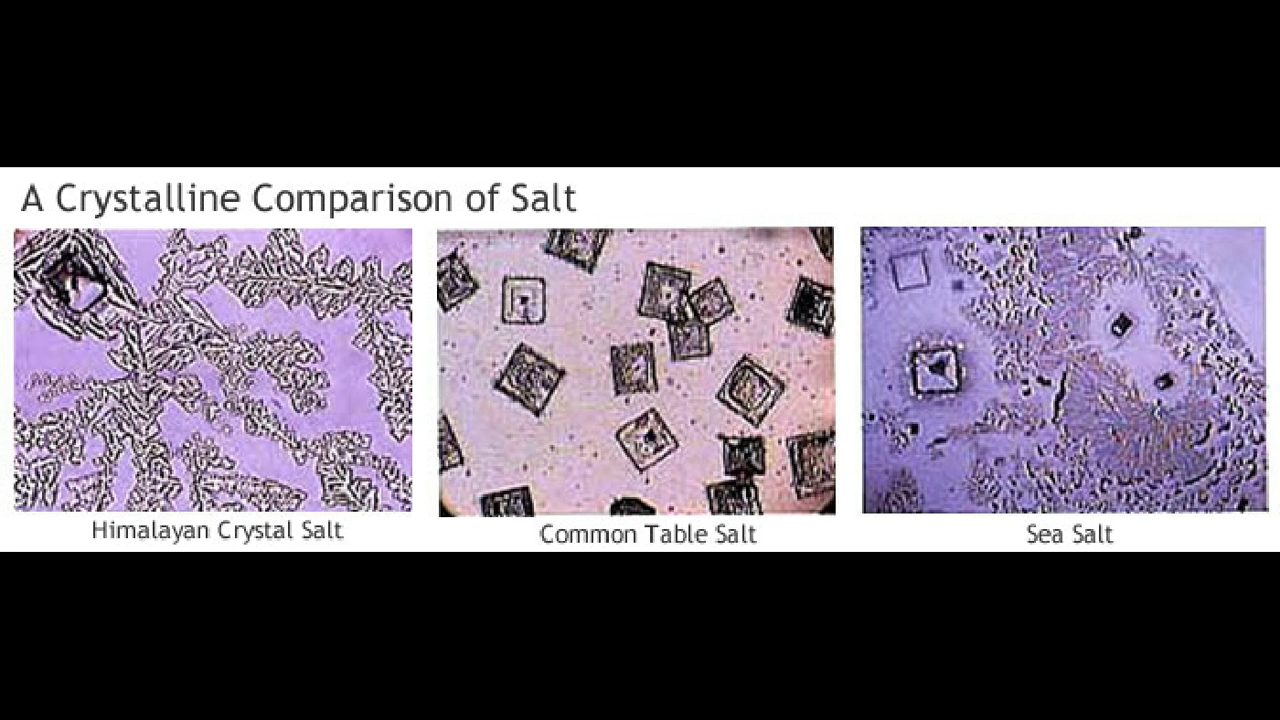 A Crystalline Comparison of Salt
Himalayan Crystal Salt
Common Table Salt
Sea Salt